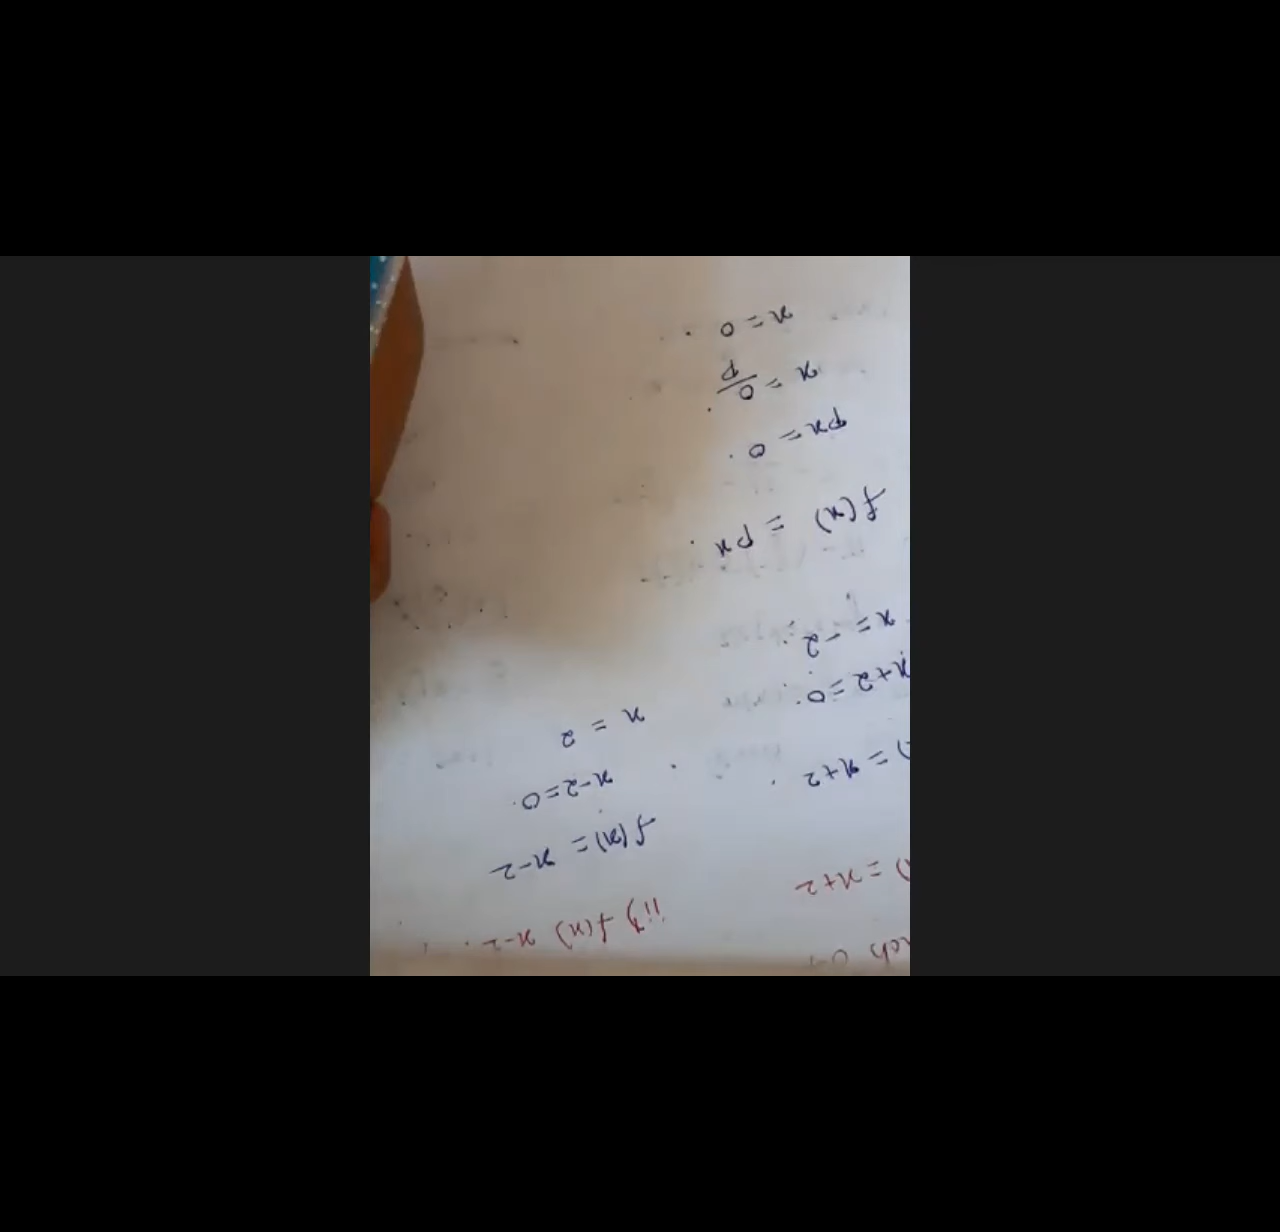 ) = x+2
ii) f(x) x-2
) = x+2
f(x) = x-2
x+2=0.
x-2=0.
x = -2
x = 2
f(x) = px
px = 0
x = 0/p
x = 0